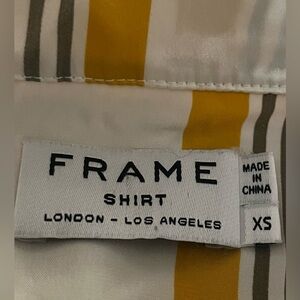 FRAME
SHIRT
LONDON - LOS ANGELES
MADE
IN
CHINA
XS